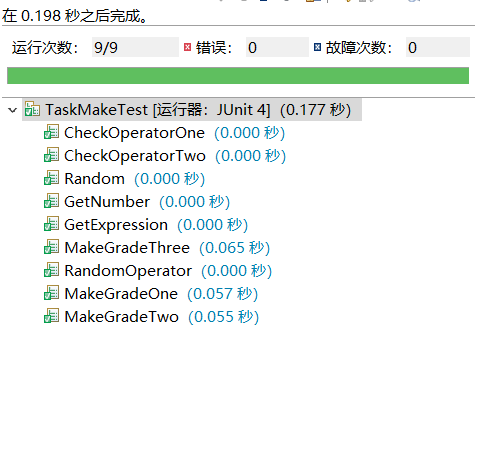 在 0.198 秒之后完成。
运行次数： 9/9 错误： 0 故障次数： 0
TaskMakeTest [运行器：JUnit 4]（0.177 秒）
CheckOperatorOne（0.000 秒）
CheckOperatorTwo（0.000 秒）
Random（0.000 秒）
GetNumber（0.000 秒）
GetExpression（0.000 秒）
MakeGradeThree（0.065 秒）
RandomOperator（0.000 秒）
MakeGradeOne（0.057 秒）
MakeGradeTwo（0.055 秒）